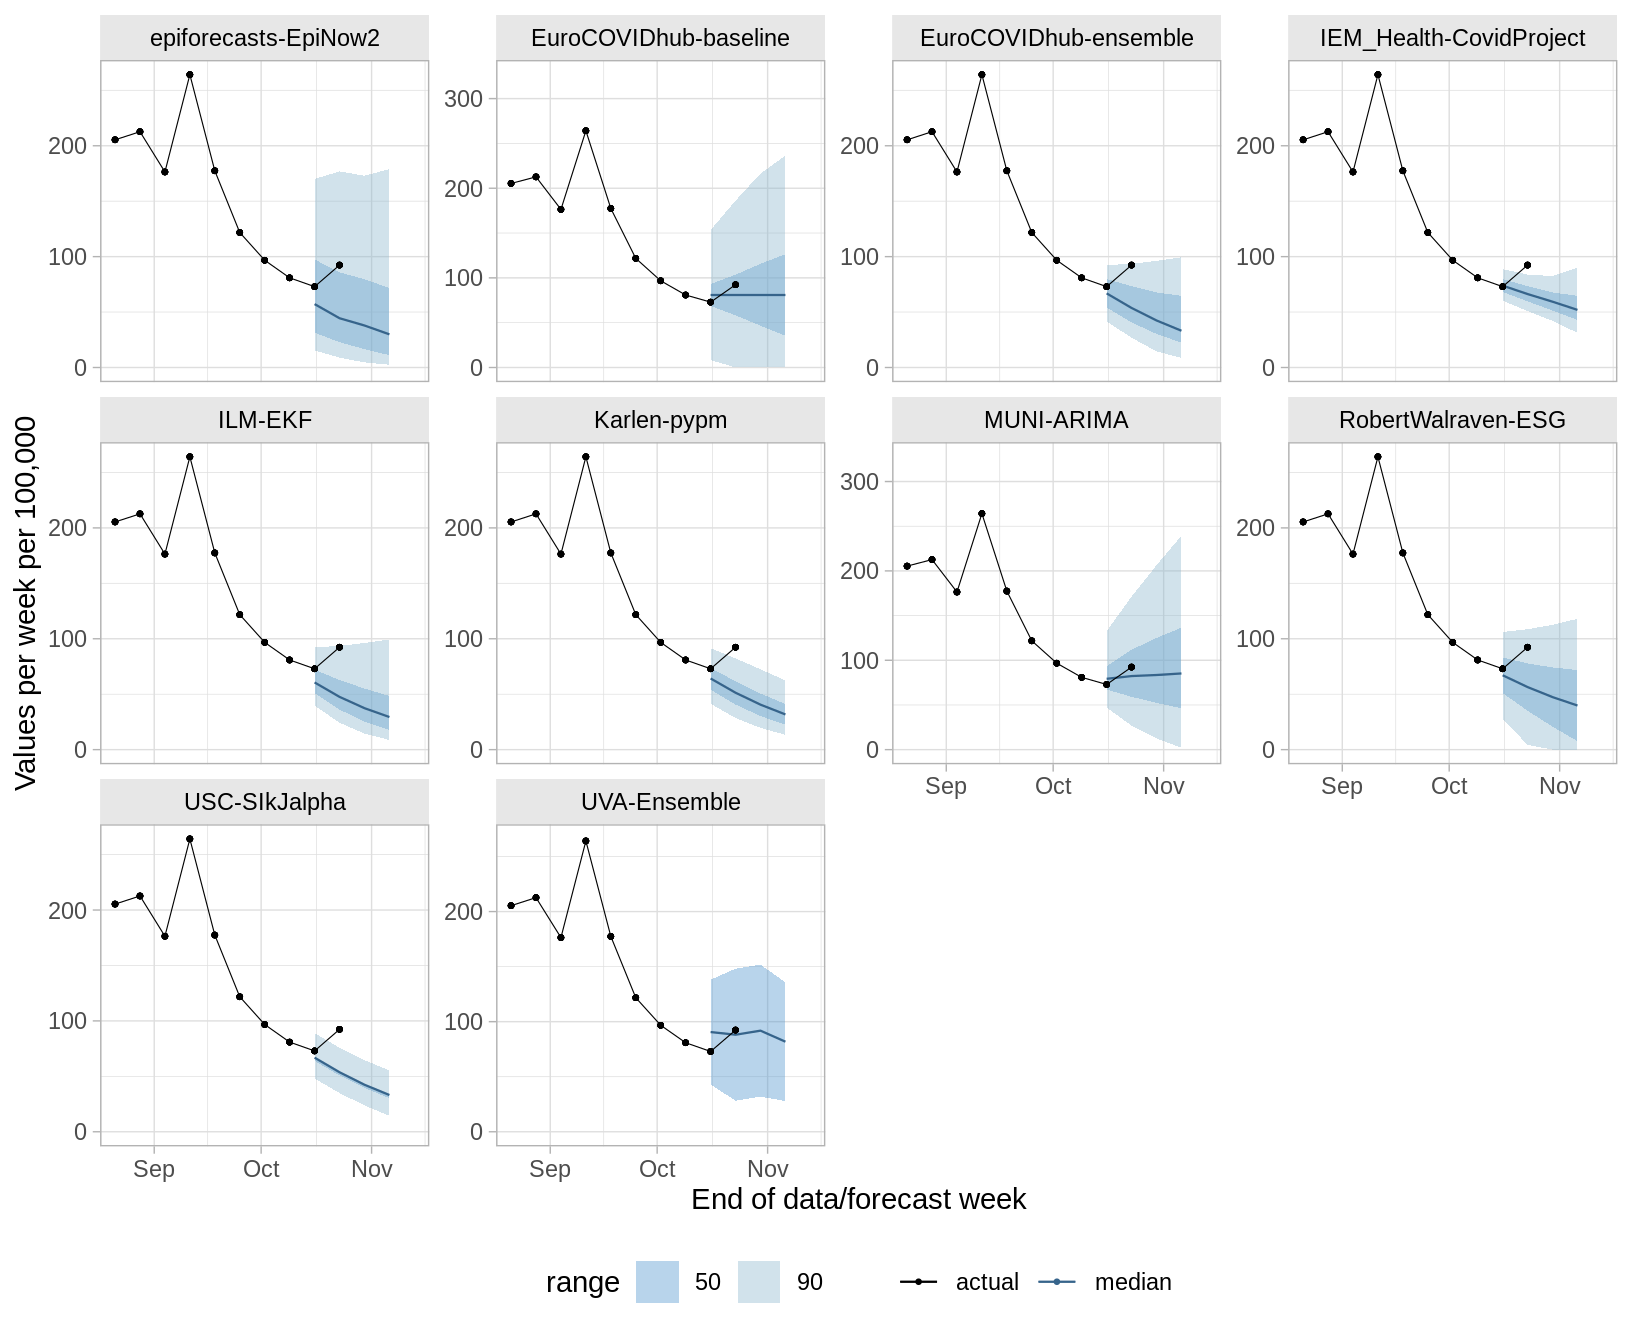 epiforecasts-EpiNow2
EuroCOVIDhub-baseline
EuroCOVIDhub-ensemble
IEM_Health-CovidProject
200
100
0
300
200
100
0
200
100
0
200
100
0
ILM-EKF
Karlen-pypm
MUNI-ARIMA
RobertWalraven-ESG
200
100
0
200
100
0
300
200
100
0
200
100
0
Sep Oct Nov
Sep Oct Nov
USC-SIkJalpha
UVA-Ensemble
200
100
0
200
100
0
Sep Oct Nov
Sep Oct Nov
Values per week per 100,000
End of data/forecast week
range 50 90 actual median